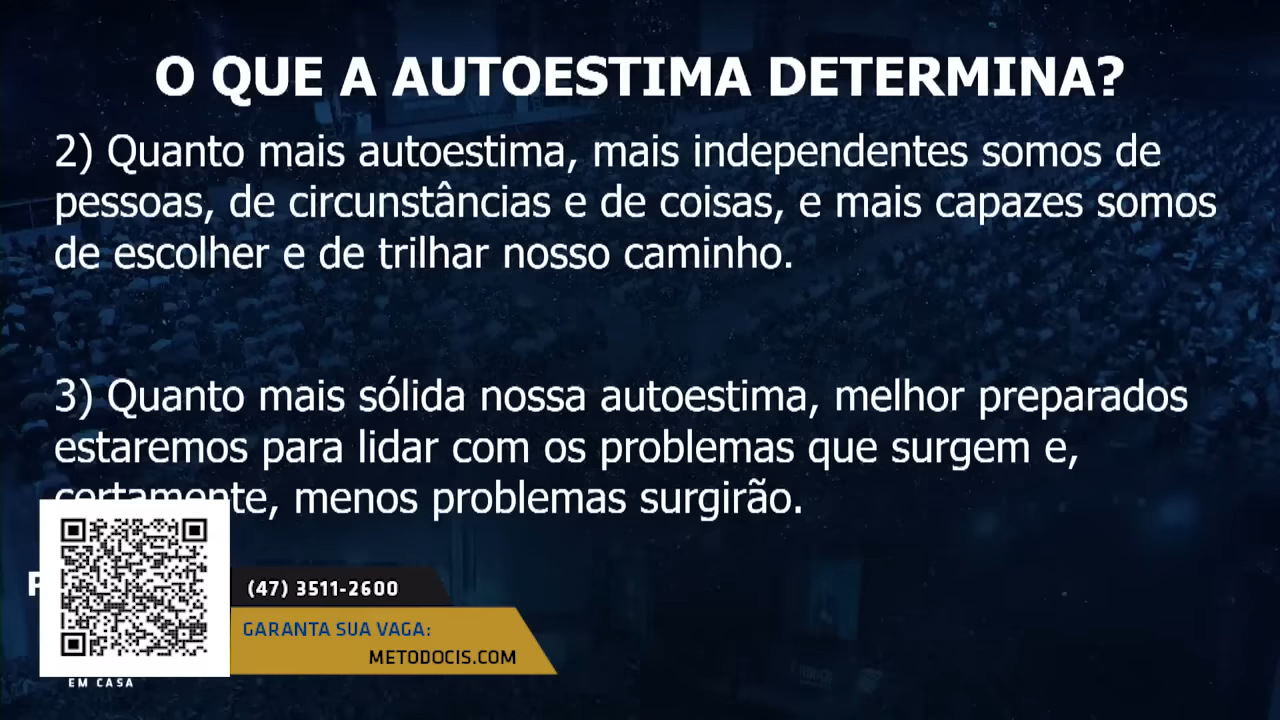 O QUE A AUTOESTIMA DETERMINA?
2) Quanto mais autoestima, mais independentes somos de
pessoas, de circunstâncias e de coisas, e mais capazes somos
de escolher e de trilhar nosso caminho.
3) Quanto mais sólida nossa autoestima, melhor preparados
estaremos para lidar com os problemas que surgem e,
certamente, menos problemas surgirão.
(47) 3511-2600
GARANTA SUA VAGA:
METODOCIS.COM
EM CASA